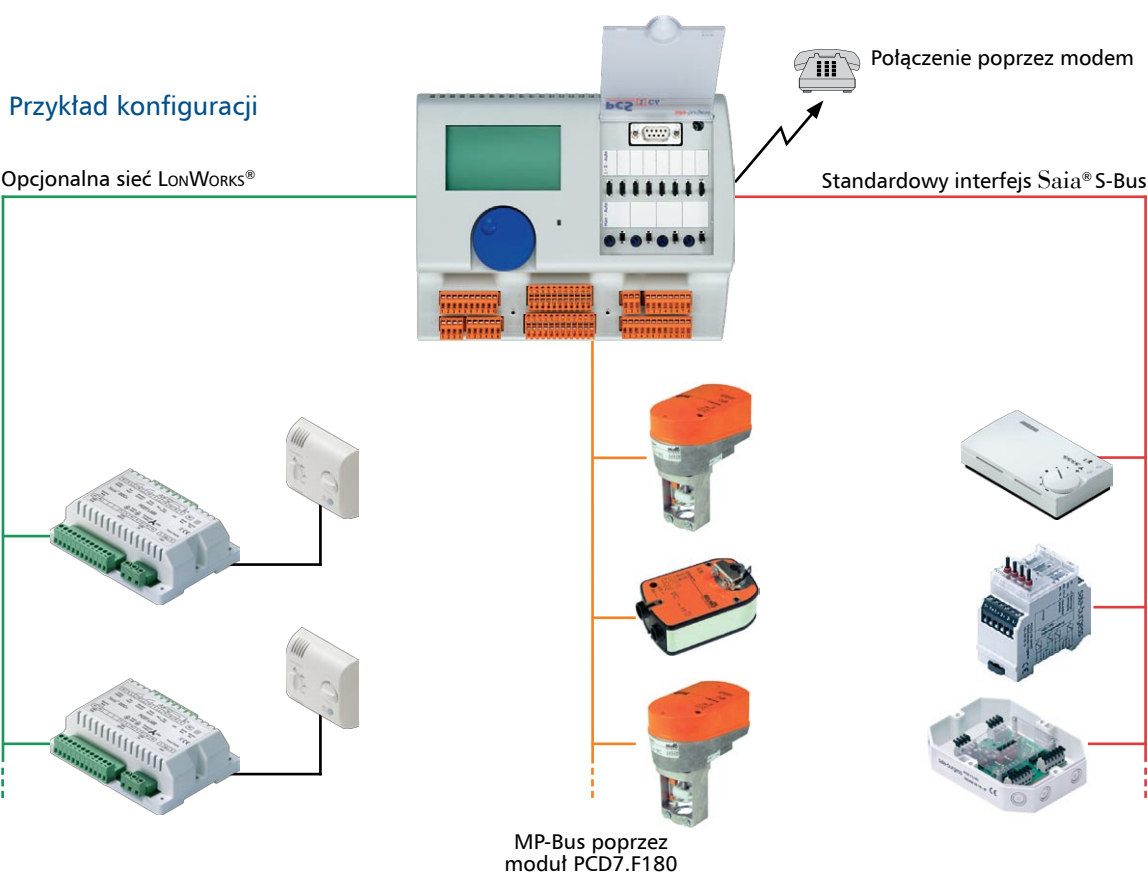 Połączenie poprzez modem
Przykład konfiguracji
Opcjonalna sieć LONWORKS®
Standardowy interfejs Saia® S-Bus
MP-Bus poprzez
moduł PCD7.F180